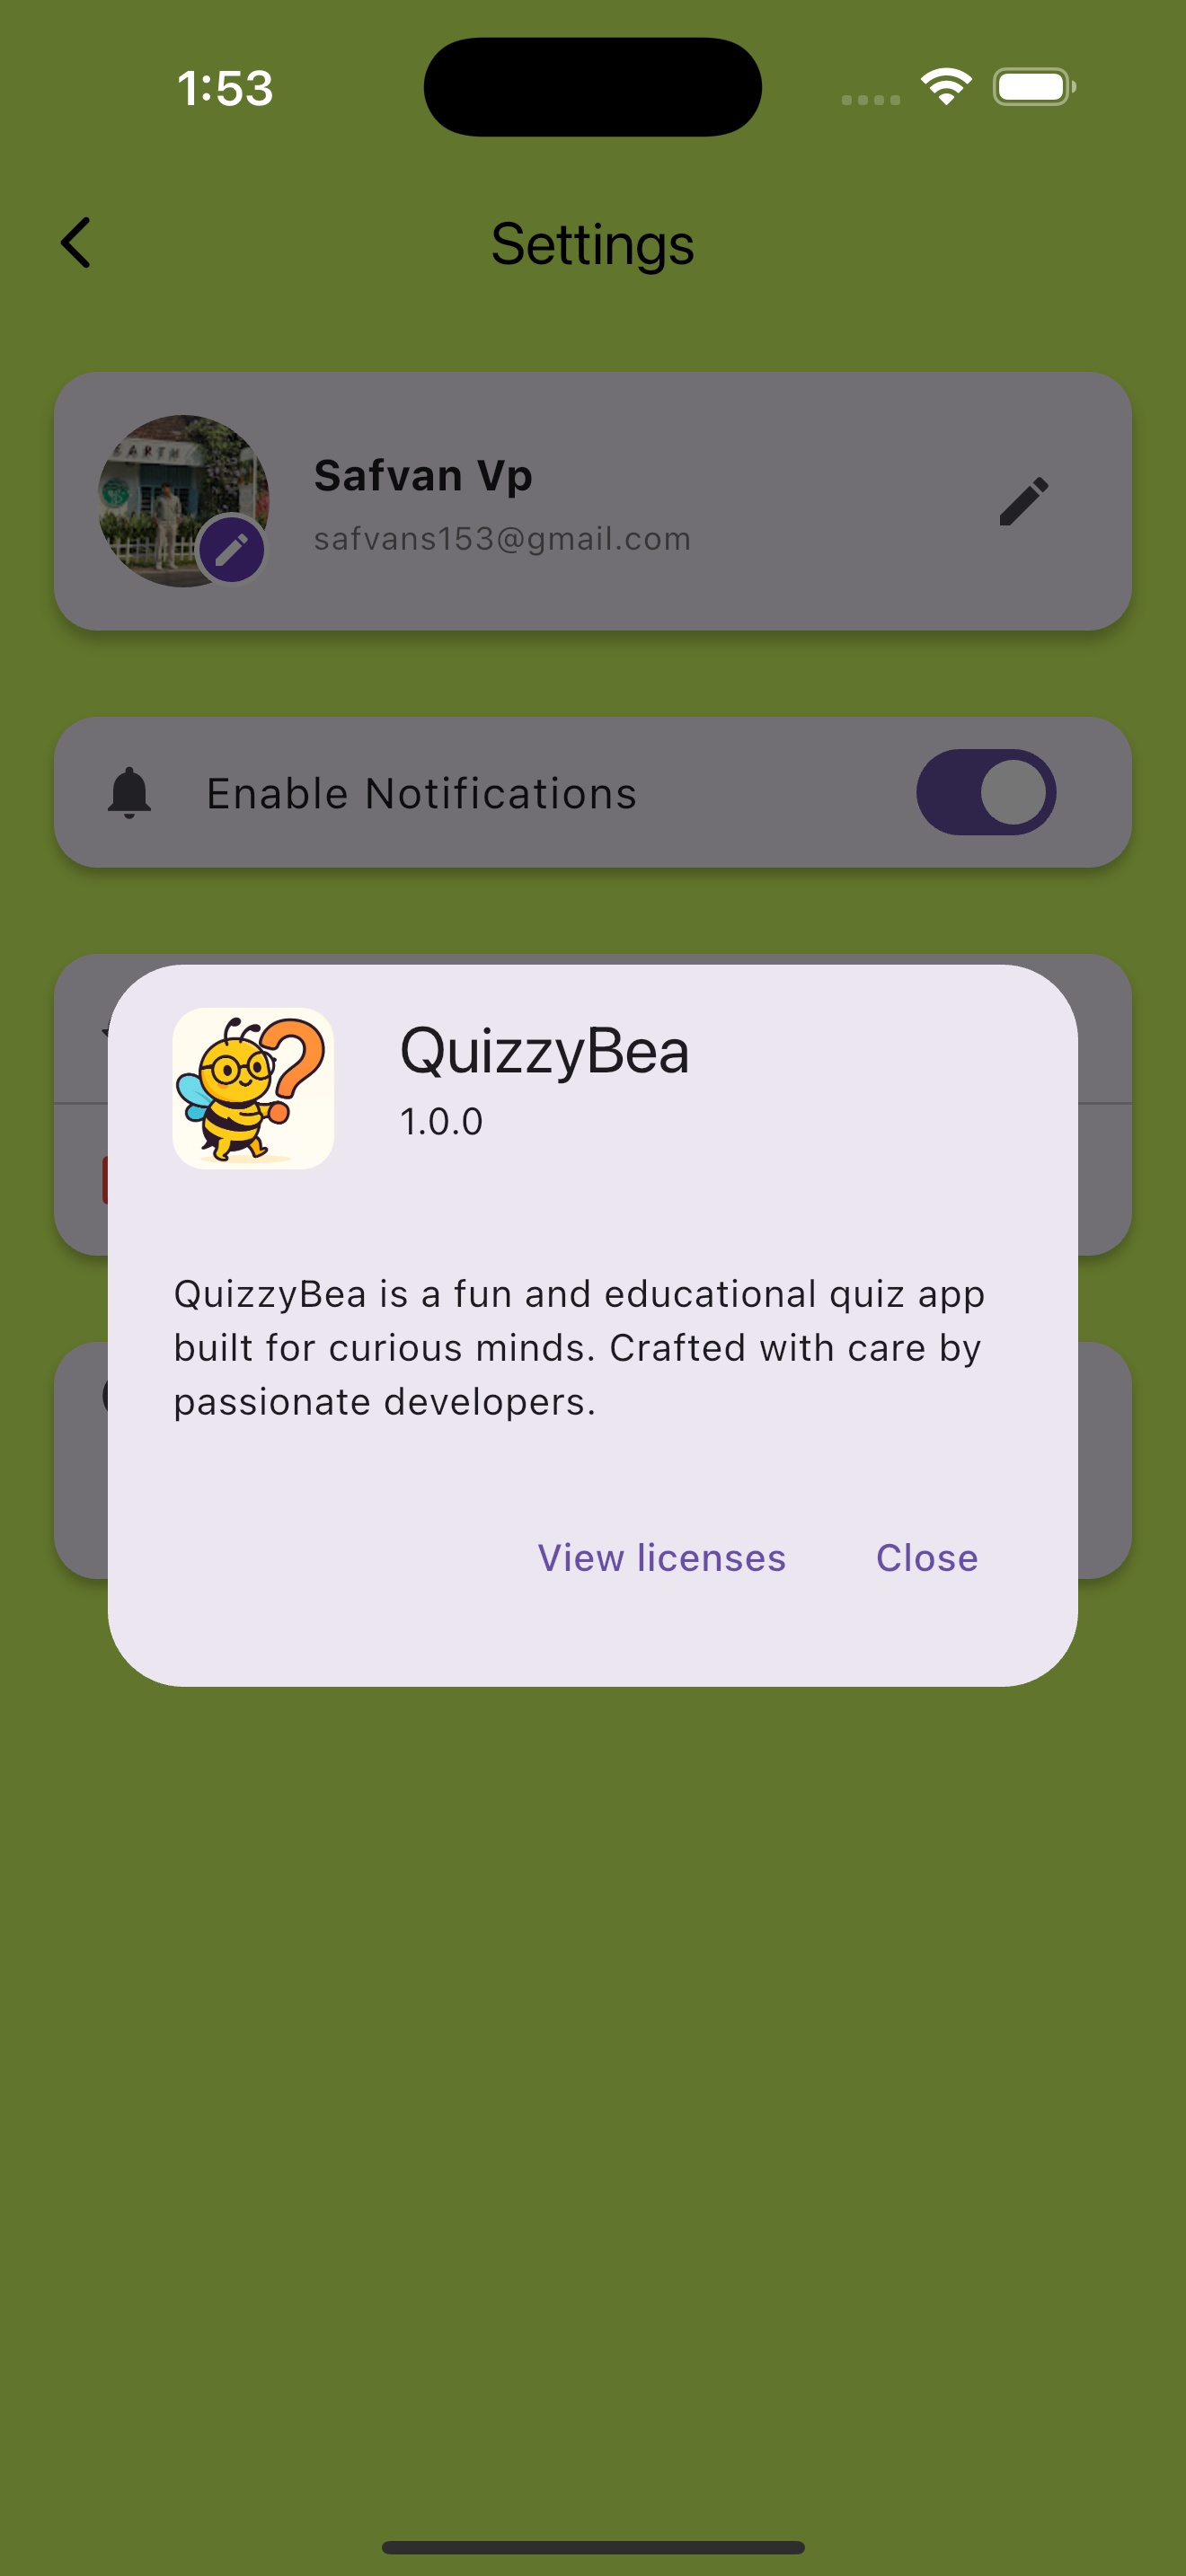 1:53
Settings
EARTH
Safvan Vp
safvans153@gmail.com
Enable Notifications
QuizzyBea
1.0.0
QuizzyBea is a fun and educational quiz app
built for curious minds. Crafted with care by
passionate developers.
View licenses
Close